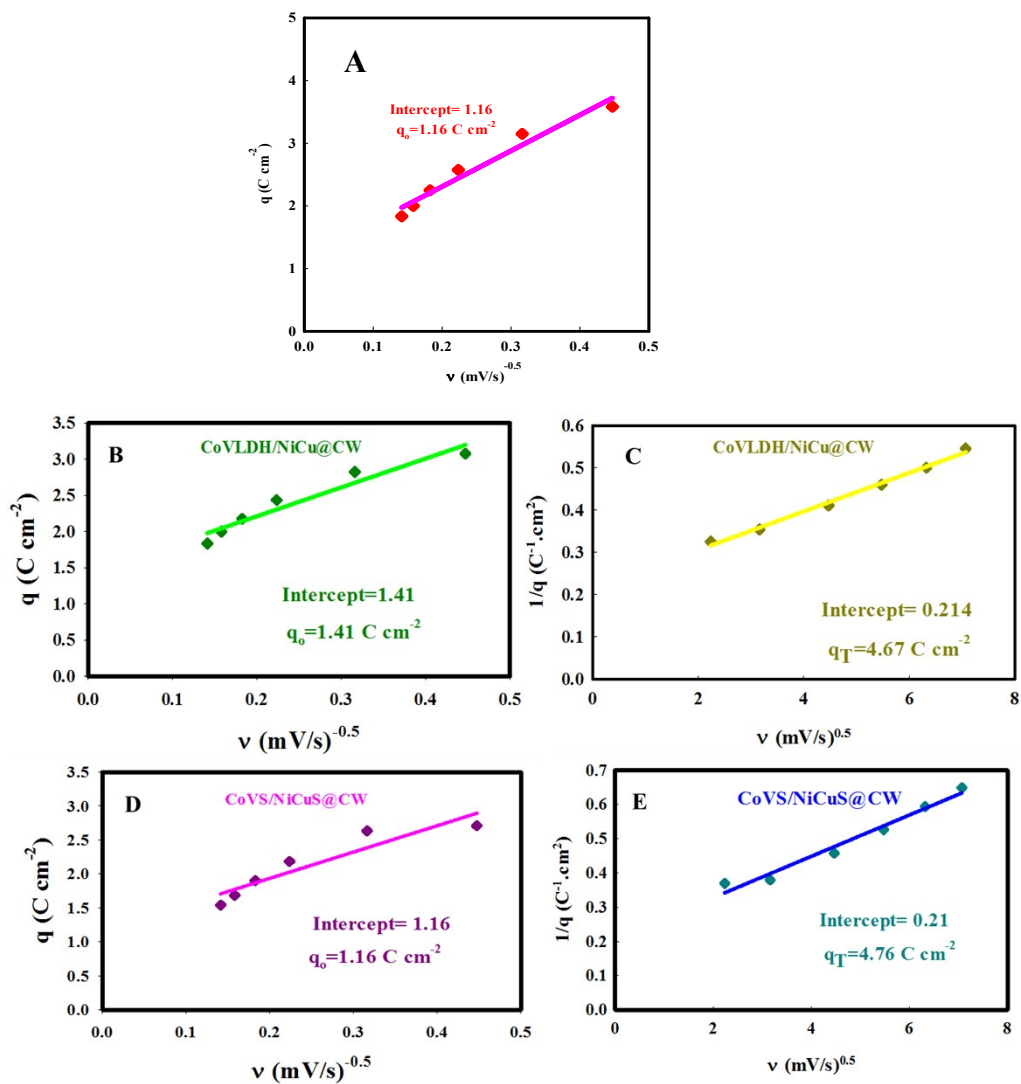 A
5
4
3
2
1
0
q (C cm-2)
Intercept= 1.16
qo=1.16 C cm-2
0.0 0.1 0.2 0.3 0.4 0.5
ν (mV/s)-0.5
B
CoVLDH/NiCu@CW
3.5
3.0
2.5
2.0
1.5
1.0
0.5
0.0
q (C cm-2)
Intercept=1.41
qo=1.41 C cm-2
0.0 0.1 0.2 0.3 0.4 0.5
ν (mV/s)-0.5
C
CoVLDH/NiCu@CW
0.6
0.5
0.4
0.3
0.2
0.1
0.0
1/q (C-1.cm2)
Intercept= 0.214
qT=4.67 C cm-2
0 2 4 6 8
ν (mV/s)0.5
D
CoVS/NiCuS@CW
3.5
3.0
2.5
2.0
1.5
1.0
0.5
0.0
q (C cm-2)
Intercept= 1.16
qo=1.16 C cm-2
0.0 0.1 0.2 0.3 0.4 0.5
ν (mV/s)-0.5
E
CoVS/NiCuS@CW
0.7
0.6
0.5
0.4
0.3
0.2
0.1
0.0
1/q (C-1.cm2)
Intercept= 0.21
qT=4.76 C cm-2
0 2 4 6 8
ν (mV/s)0.5